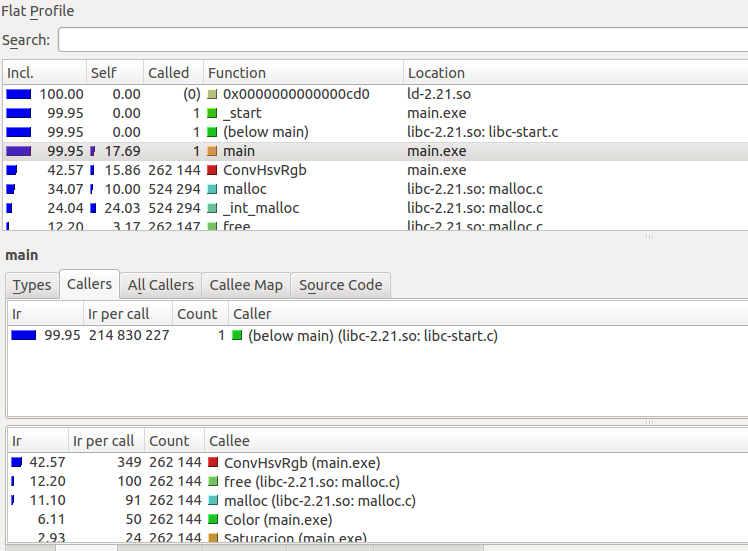 Flat Profile
Search:
Incl. Self Called Function Location
100.00 0.00 (0) 0x0000000000000cd0 ld-2.21.so
99.95 0.00 1 _start main.exe
99.95 0.00 1 (below main) libc-2.21.so: libc-start.c
99.95 17.69 1 main main.exe
42.57 15.86 262 144 ConvHsvRgb main.exe
34.07 10.00 524 294 malloc libc-2.21.so: malloc.c
24.04 24.03 524 294 _int_malloc libc-2.21.so: malloc.c
12.20 3.17 262 147 free libc-2.21.so: malloc.c
main
Types Callers All Callers Callee Map Source Code
Ir Ir per call Count Caller
99.95 214 830 227 1 (below main) (libc-2.21.so: libc-start.c)
Ir Ir per call Count Callee
42.57 349 262 144 ConvHsvRgb (main.exe)
12.20 100 262 144 free (libc-2.21.so: malloc.c)
11.10 91 262 144 malloc (libc-2.21.so: malloc.c)
6.11 50 262 144 Color (main.exe)
2.93 24 262 144 Saturacion (main.exe)